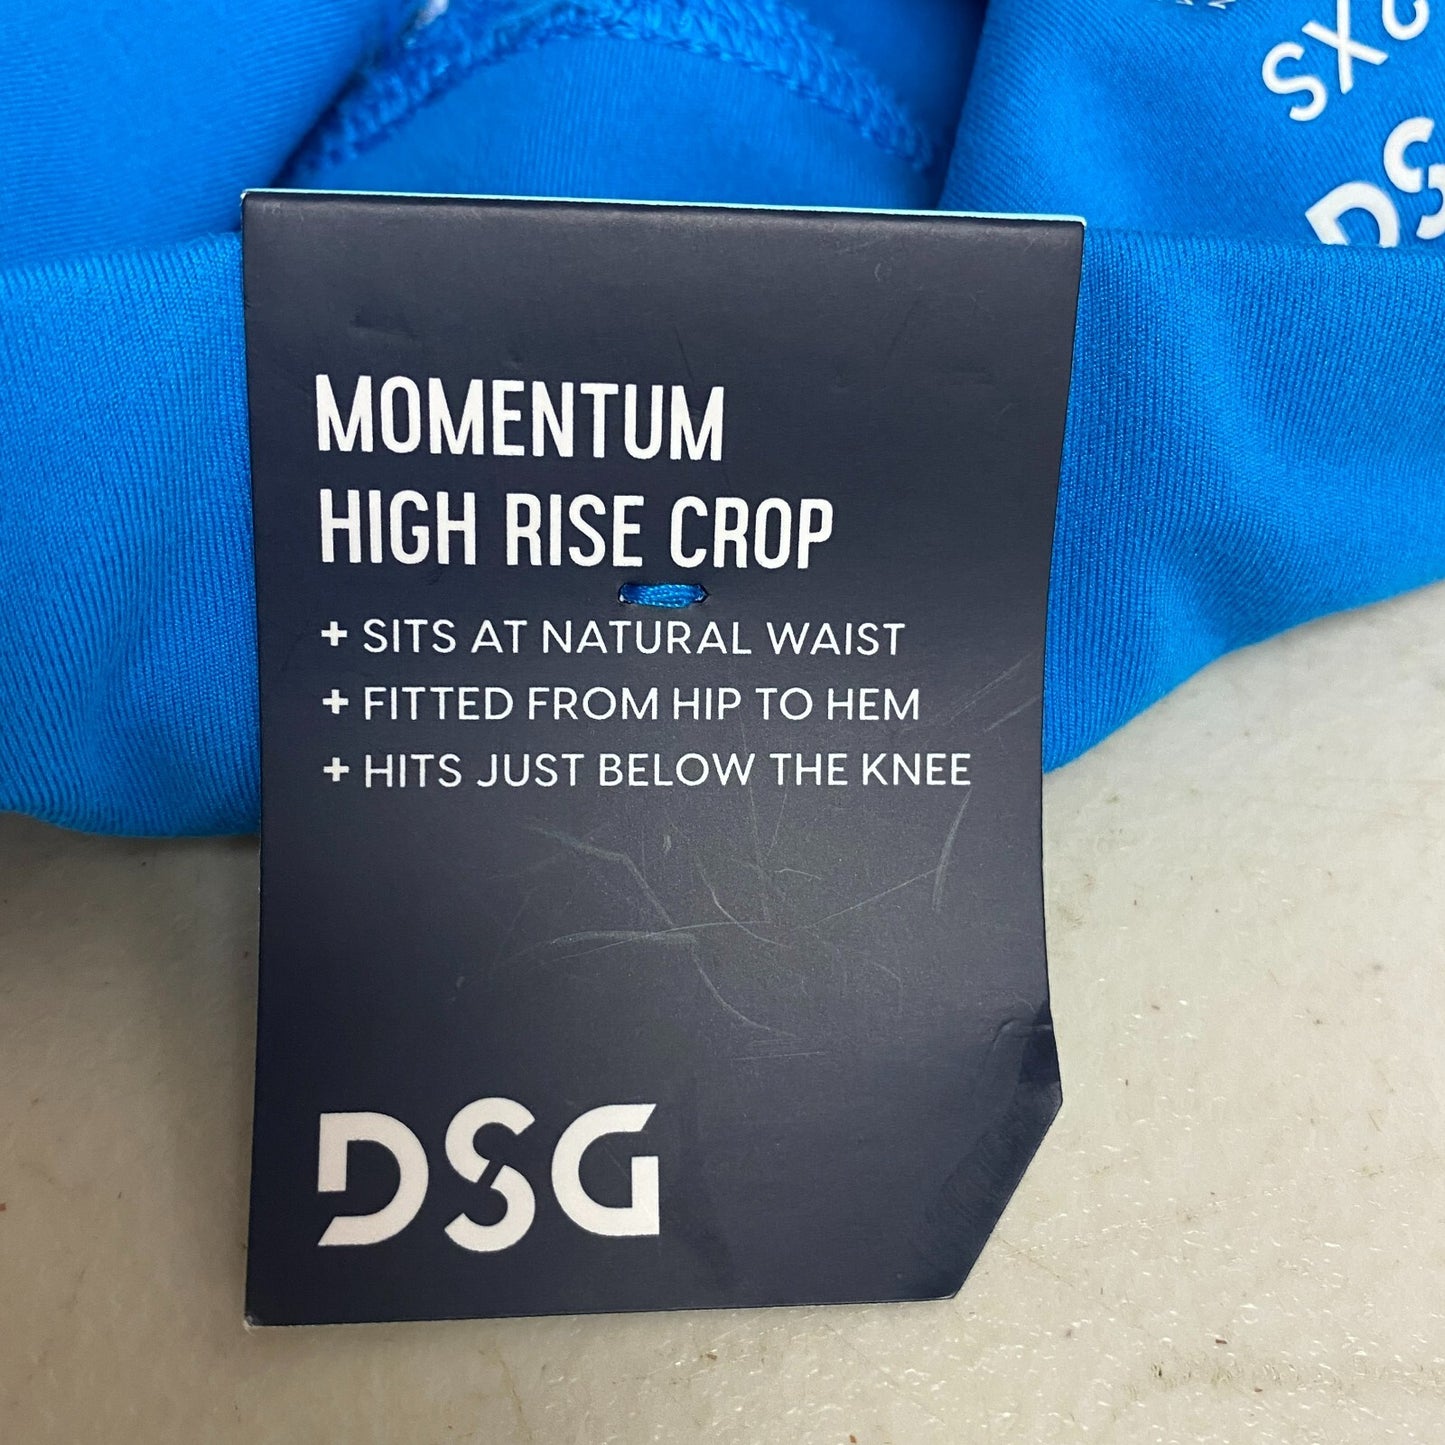 MOMENTUM
HIGH RISE CROP
+ SITS AT NATURAL WAIST
+ FITTED FROM HIP TO HEM
+ HITS JUST BELOW THE KNEE
DSG
DS